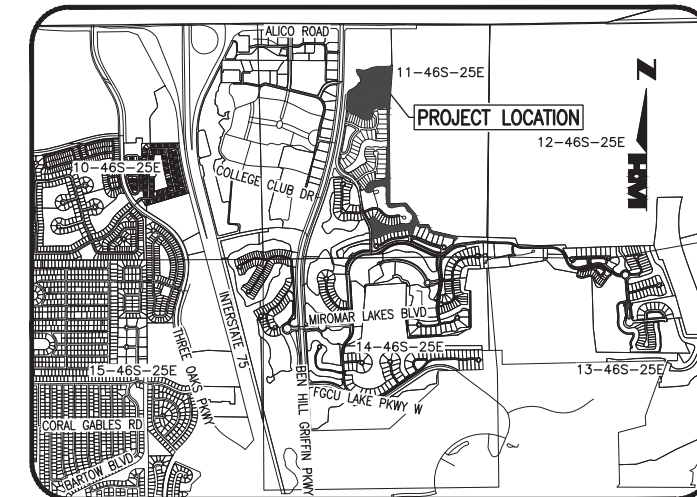 ALICO ROAD
11-46S-25E
PROJECT LOCATION
12-46S-25E
Z
HM
10-46S-25E
COLLEGE CLUB DR
INTERSTATE 75
MIROMAR LAKES BLVD
THREE OAKS PKWY
14-46S-25E
15-46S-25E
13-46S-25E
BEN HILL GRIFFIN PKWY
FGCU LAKE PKWY W
CORAL GABLES RD
BARTOW BLVD